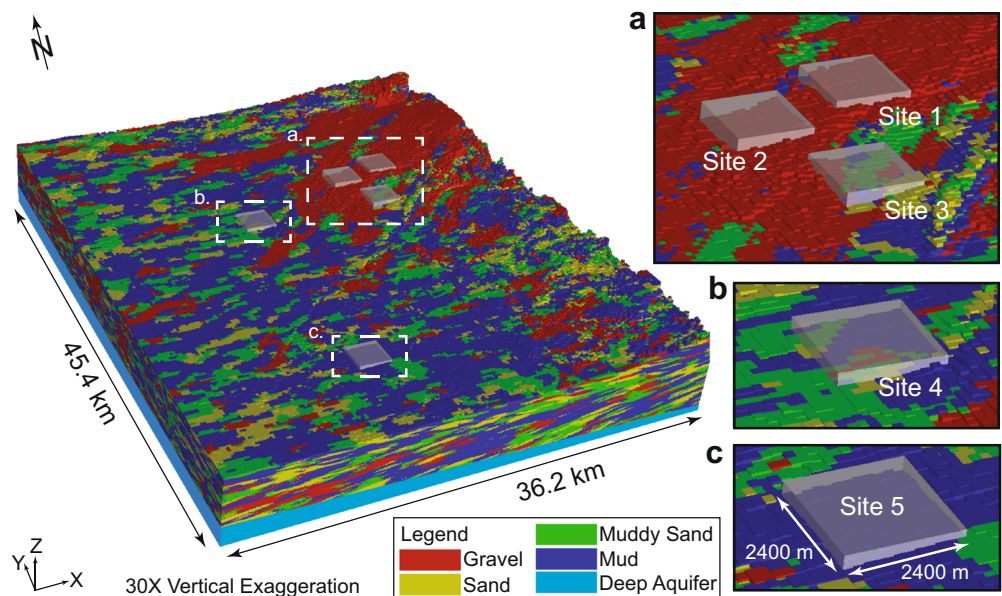 N
a.
b.
c.
45.4 km
36.2 km
Z
Y
X
30X Vertical Exaggeration
Legend
Gravel
Sand
Muddy Sand
Mud
Deep Aquifer
a
Site 1
Site 2
Site 3
b
Site 4
c
Site 5
2400 m
2400 m